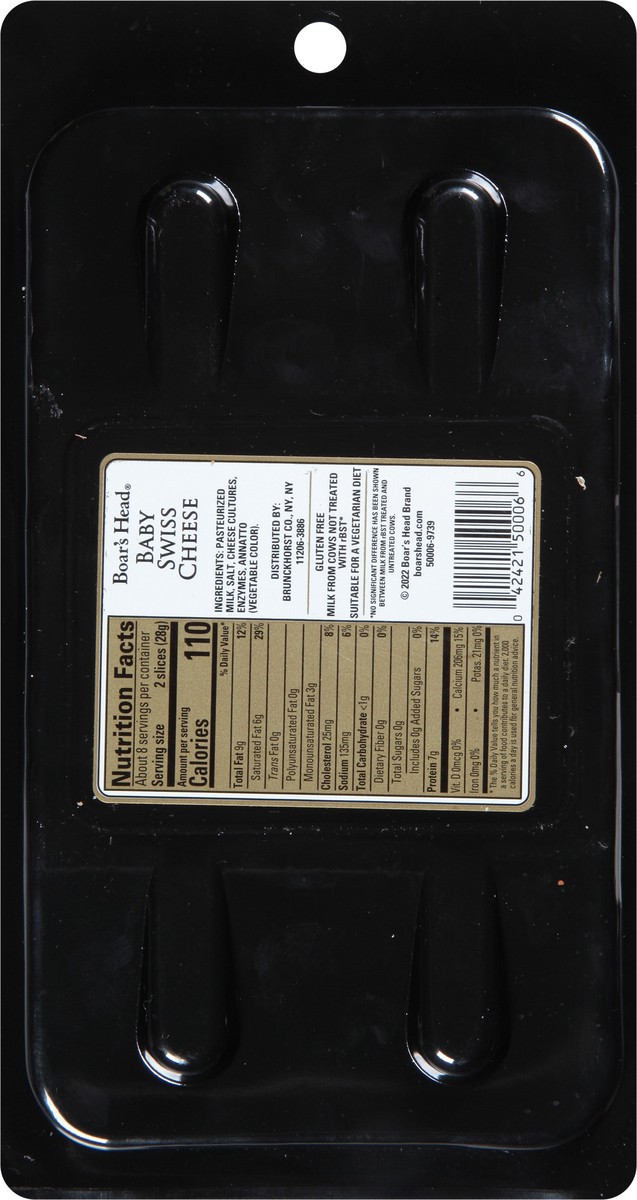 Boar's Head®
BABY
SWISS
CHEESE
INGREDIENTS: PASTEURIZED
MILK, SALT, CHEESE CULTURES,
ENZYMES, ANNATTO
(VEGETABLE COLOR).
DISTRIBUTED BY:
BRUNCKHORST CO., NY, NY
11206-3886
GLUTEN FREE
MILK FROM COWS NOT TREATED
WITH rBST*
SUITABLE FOR A VEGETARIAN DIET
*NO SIGNIFICANT DIFFERENCE HAS BEEN SHOWN
BETWEEN MILK FROM rBST TREATED AND
UNTREATED COWS.
© 2022 Boar's Head Brand
boarshead.com
50006-9739
0 42421 50006 6
Nutrition Facts
About 8 servings per container
Serving size 2 slices (28g)
Amount per serving
Calories 110
% Daily Value*
Total Fat 9g 12%
Saturated Fat 6g 29%
Trans Fat 0g
Polyunsaturated Fat 0g
Monounsaturated Fat 3g
Cholesterol 25mg 8%
Sodium 135mg 6%
Total Carbohydrate <1g 0%
Dietary Fiber 0g 0%
Total Sugars 0g
Includes 0g Added Sugars 0%
Protein 7g 14%
Vit. D 0mcg 0% • Calcium 206mg 15%
Iron 0mg 0% • Potas. 21mg 0%
* The % Daily Value tells you how much a nutrient in
a serving of food contributes to a daily diet. 2,000
calories a day is used for general nutrition advice.